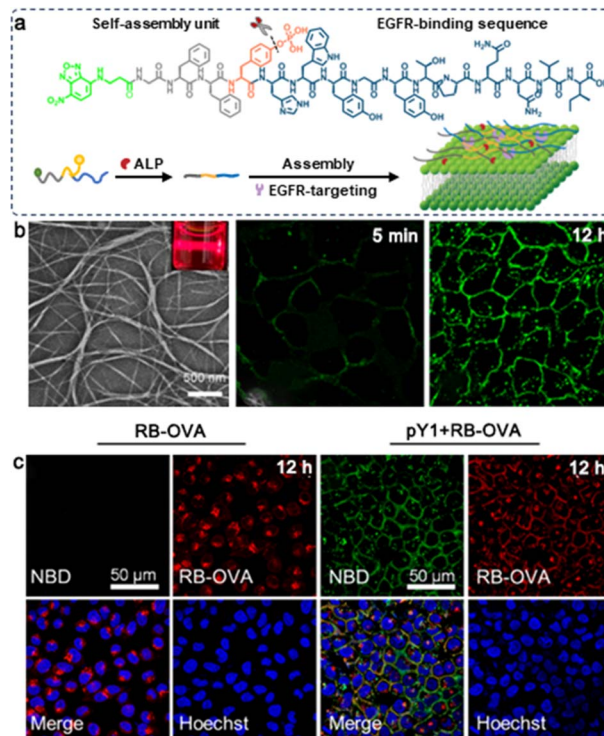 a
Self-assembly unit
EGFR-binding sequence
ALP
Assembly
EGFR-targeting
b
500 nm
5 min
12 h
RB-OVA
pY1+RB-OVA
c
12 h
12 h
NBD
50 µm
RB-OVA
NBD
50 µm
RB-OVA
Merge
Hoechst
Merge
Hoechst